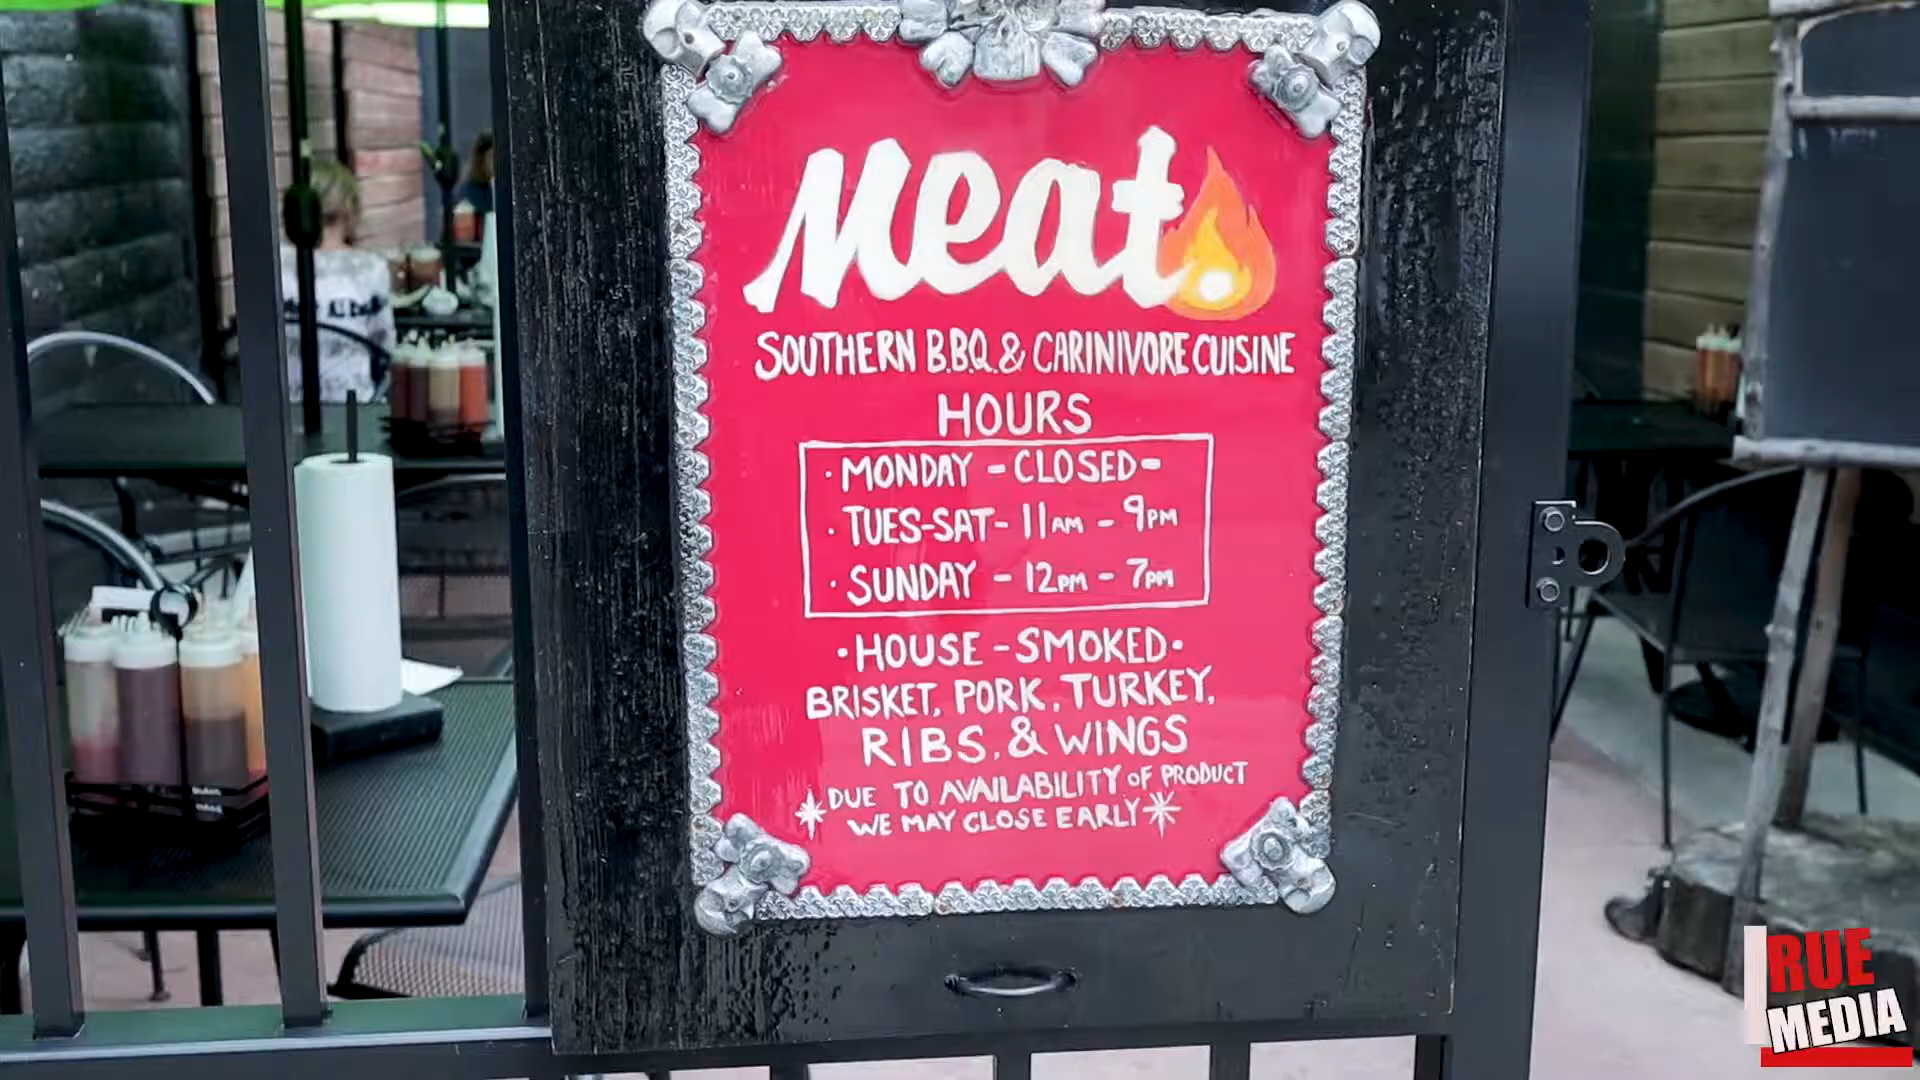 Meat
SOUTHERN B.B.Q. & CARINIVORE CUISINE
HOURS
· MONDAY - CLOSED -
· TUES-SAT - 11AM - 9PM
· SUNDAY - 12PM - 7PM
· HOUSE - SMOKED ·
BRISKET, PORK, TURKEY,
RIBS, & WINGS
* DUE TO AVAILABILITY OF PRODUCT
WE MAY CLOSE EARLY *
RUE
MEDIA